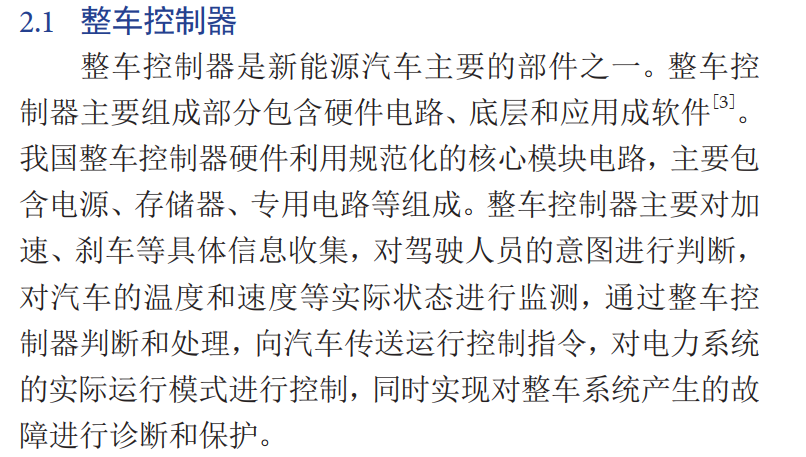 2.1 整车控制器
整车控制器是新能源汽车主要的部件之一。整车控
制器主要组成部分包含硬件电路、底层和应用成软件[3]。
我国整车控制器硬件利用规范化的核心模块电路,主要包
含电源、存储器、专用电路等组成。整车控制器主要对加
速、刹车等具体信息收集,对驾驶人员的意图进行判断,
对汽车的温度和速度等实际状态进行监测,通过整车控
制器判断和处理,向汽车传送运行控制指令,对电力系统
的实际运行模式进行控制,同时实现对整车系统产生的故
障进行诊断和保护。